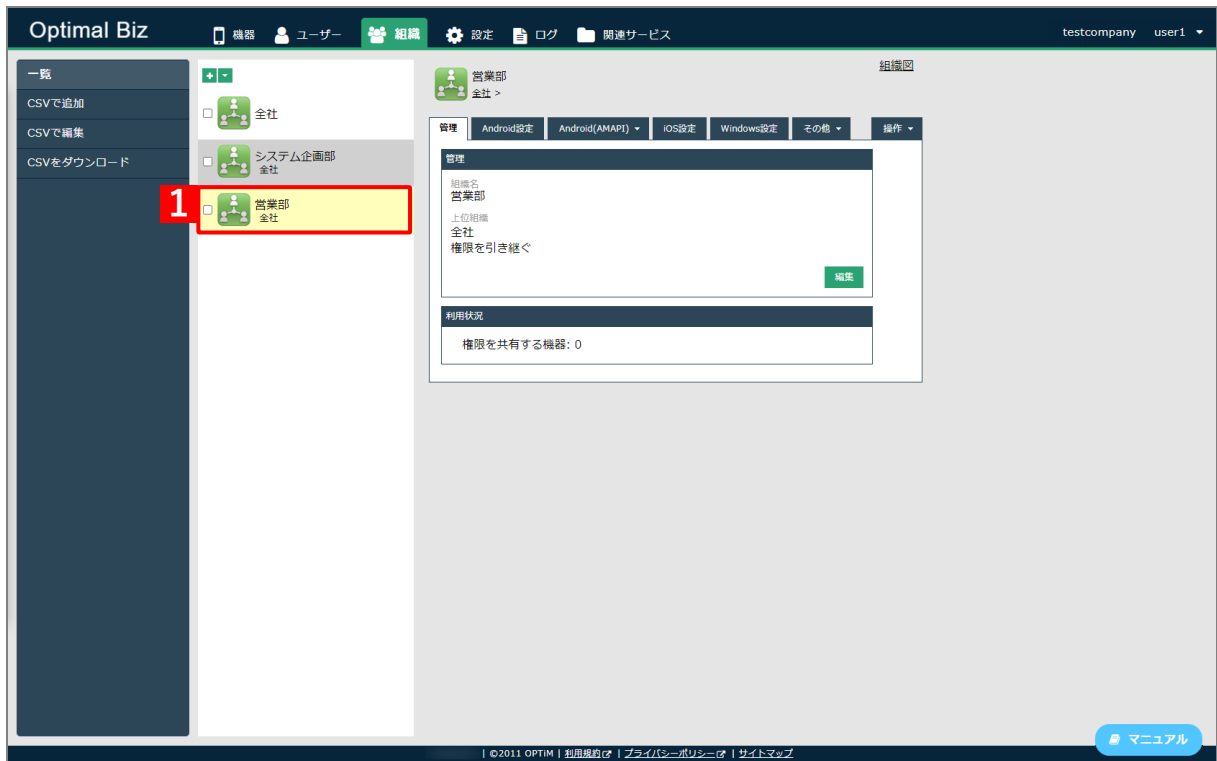 Optimal Biz 機器 ユーザー 組織 設定 ログ 関連サービス testcompany user1
一覧
CSVで追加
CSVで編集
CSVをダウンロード
全社
システム企画部
全社
1
営業部
全社
営業部
全社 >
組織図
管理 Android設定 Android(AMAPI) iOS設定 Windows設定 その他 操作
管理
組織名
営業部
上位組織
全社
権限を引き継ぐ
編集
利用状況
権限を共有する機器: 0
マニュアル
| ©2011 OPTiM | 利用規約 | プライバシーポリシー | サイトマップ